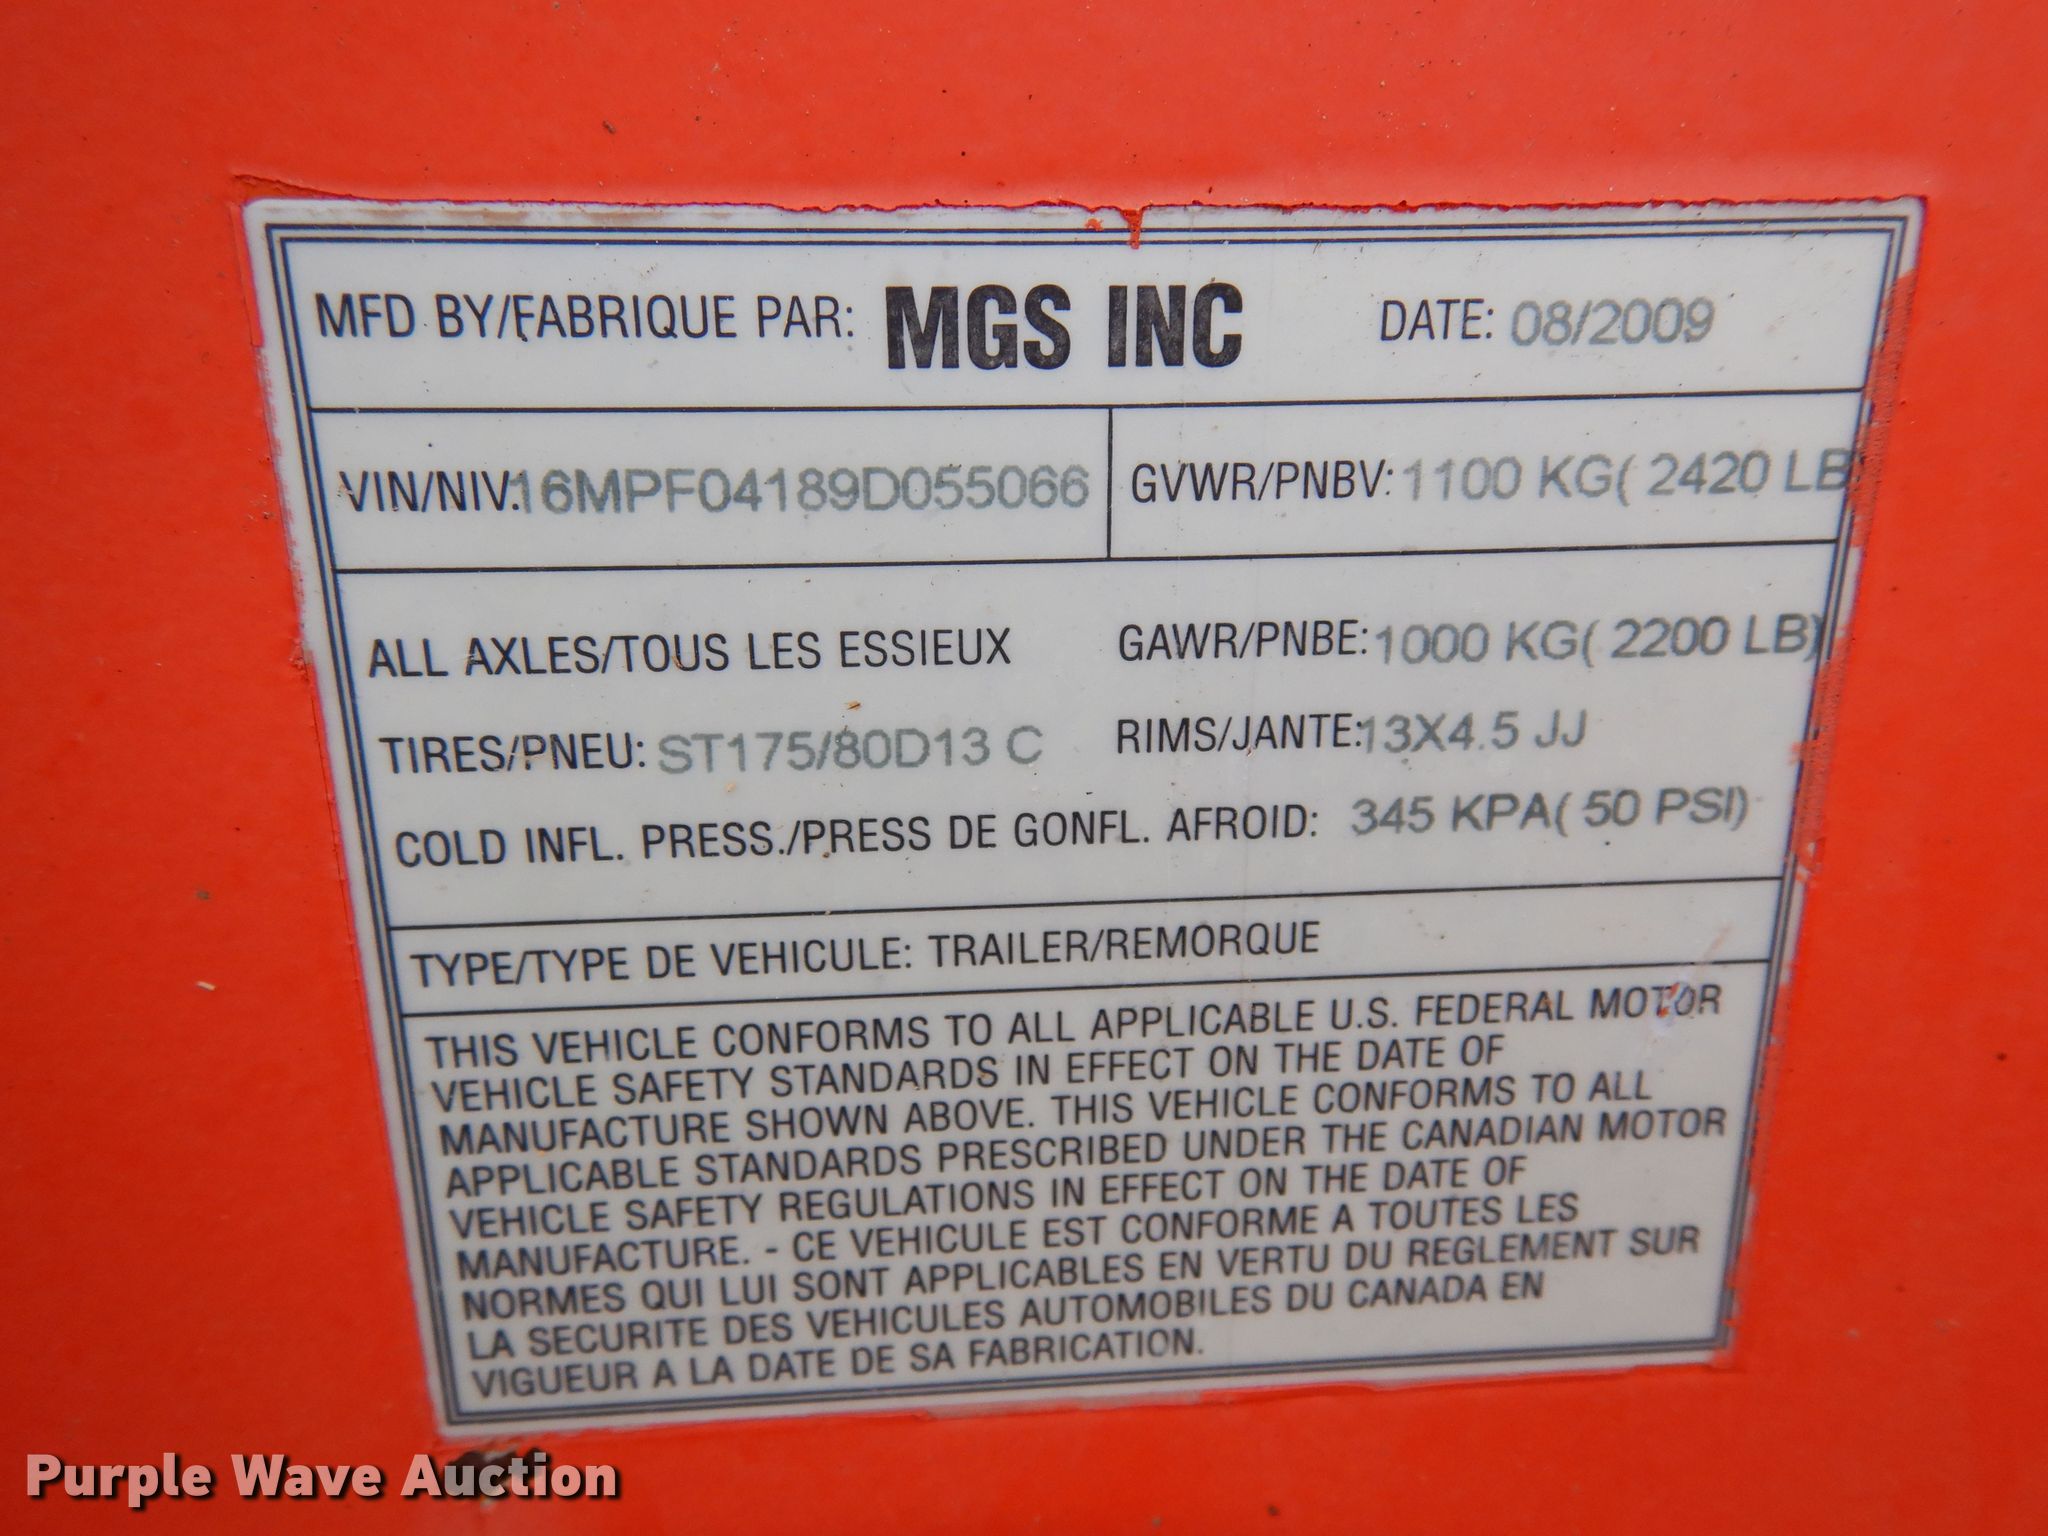 MFD BY/FABRIQUE PAR: MGS INC DATE: 08/2009
VIN/NIV: 16MPF04189D055066 GVWR/PNBV: 1100 KG( 2420 LB)
ALL AXLES/TOUS LES ESSIEUX GAWR/PNBE: 1000 KG( 2200 LB)
TIRES/PNEU: ST175/80D13 C RIMS/JANTE: 13X4.5 JJ
COLD INFL. PRESS./PRESS DE GONFL. AFROID: 345 KPA( 50 PSI)
TYPE/TYPE DE VEHICULE: TRAILER/REMORQUE
THIS VEHICLE CONFORMS TO ALL APPLICABLE U.S. FEDERAL MOTOR
VEHICLE SAFETY STANDARDS IN EFFECT ON THE DATE OF
MANUFACTURE SHOWN ABOVE. THIS VEHICLE CONFORMS TO ALL
APPLICABLE STANDARDS PRESCRIBED UNDER THE CANADIAN MOTOR
VEHICLE SAFETY REGULATIONS IN EFFECT ON THE DATE OF
MANUFACTURE. - CE VEHICULE EST CONFORME A TOUTES LES
NORMES QUI LUI SONT APPLICABLES EN VERTU DU REGLEMENT SUR
LA SECURITE DES VEHICULES AUTOMOBILES DU CANADA EN
VIGUEUR A LA DATE DE SA FABRICATION.
Purple Wave Auction